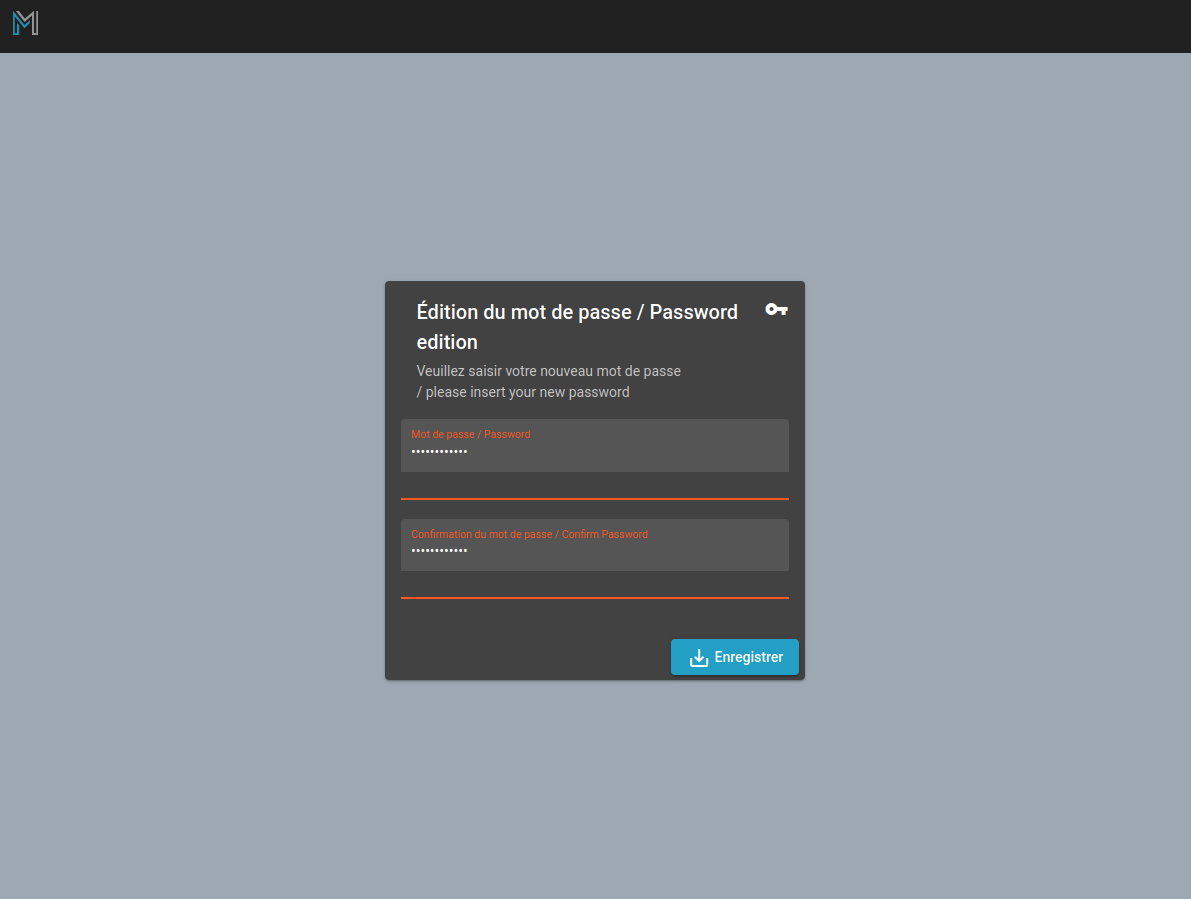 Édition du mot de passe / Password
edition
Veuillez saisir votre nouveau mot de passe
/ please insert your new password
Mot de passe / Password
••••••••••••
Confirmation du mot de passe / Confirm Password
••••••••••••
Enregistrer